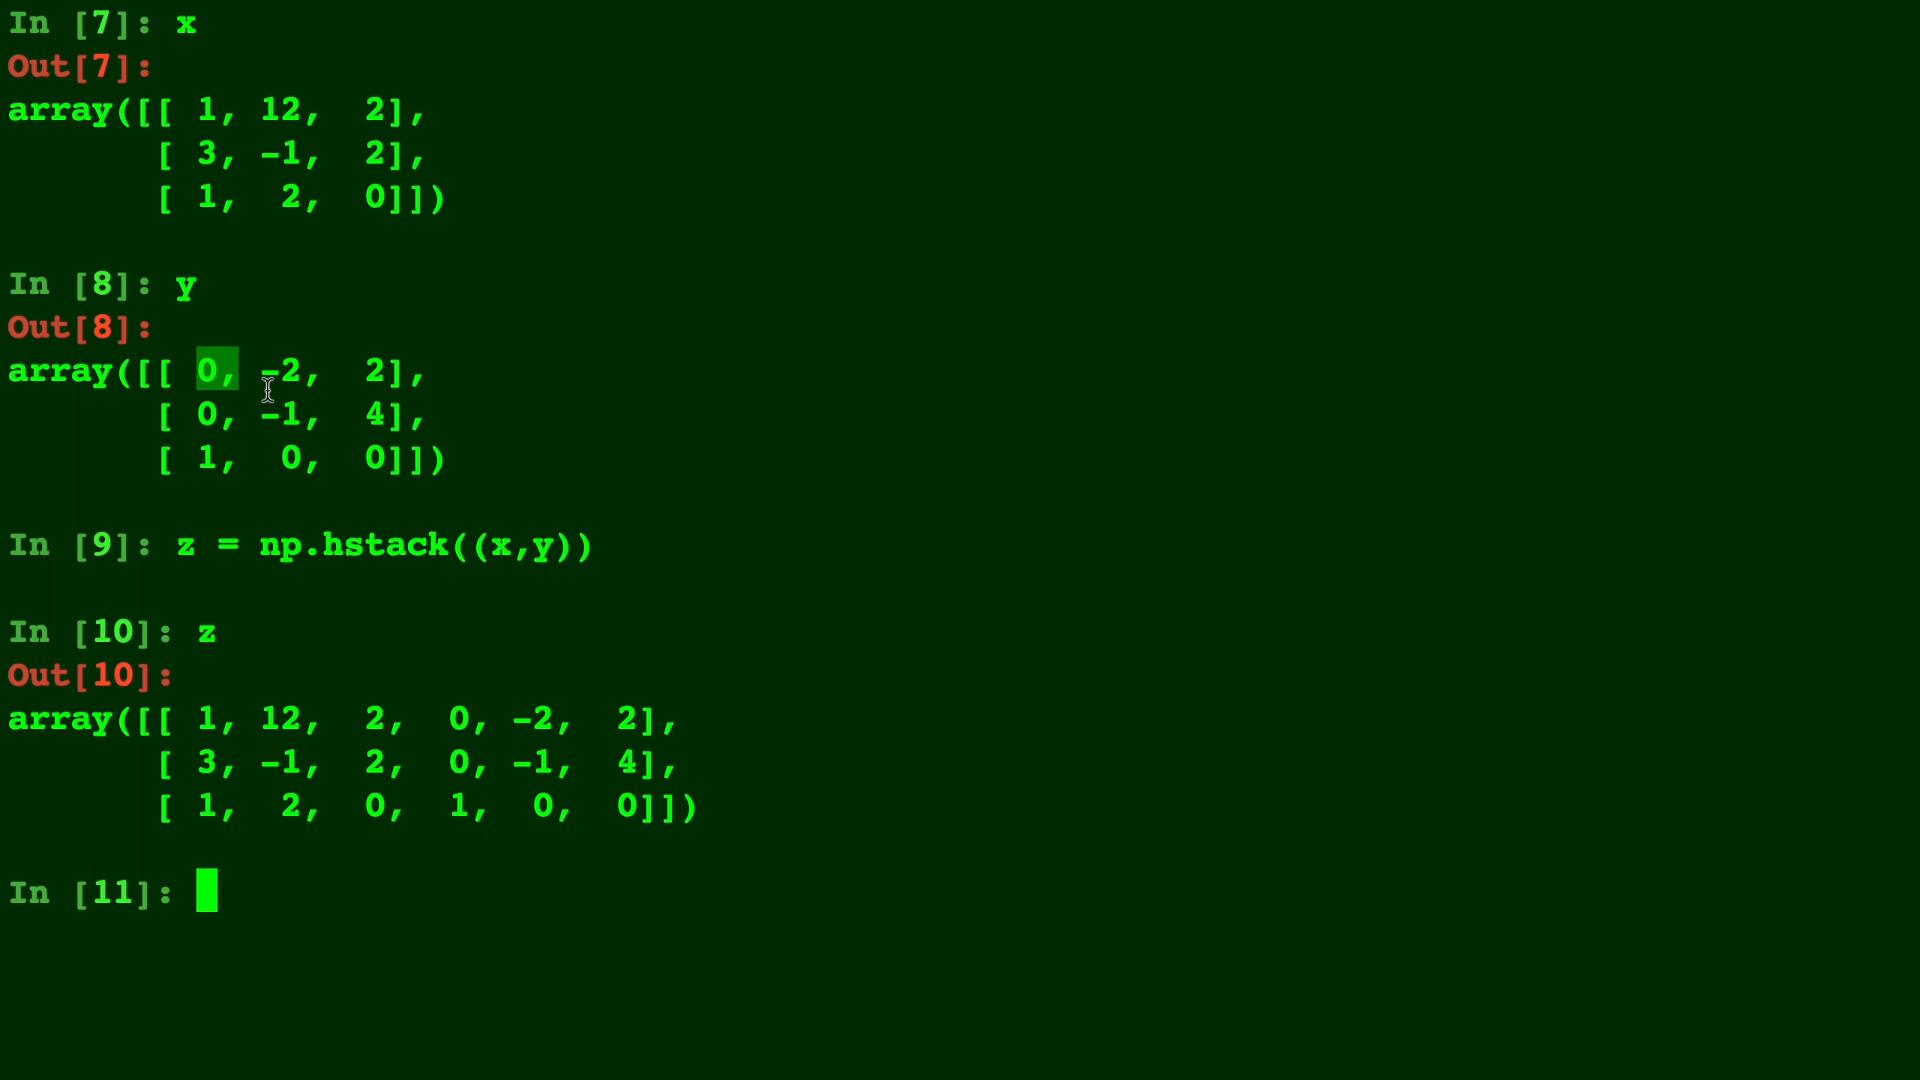 In [7]: x
Out[7]:
array([[ 1, 12,  2],
       [ 3, -1,  2],
       [ 1,  2,  0]])
In [8]: y
Out[8]:
array([[ 0, -2,  2],
       [ 0, -1,  4],
       [ 1,  0,  0]])
In [9]: z = np.hstack((x,y))
In [10]: z
Out[10]:
array([[ 1, 12,  2,  0, -2,  2],
       [ 3, -1,  2,  0, -1,  4],
       [ 1,  2,  0,  1,  0,  0]])
In [11]: